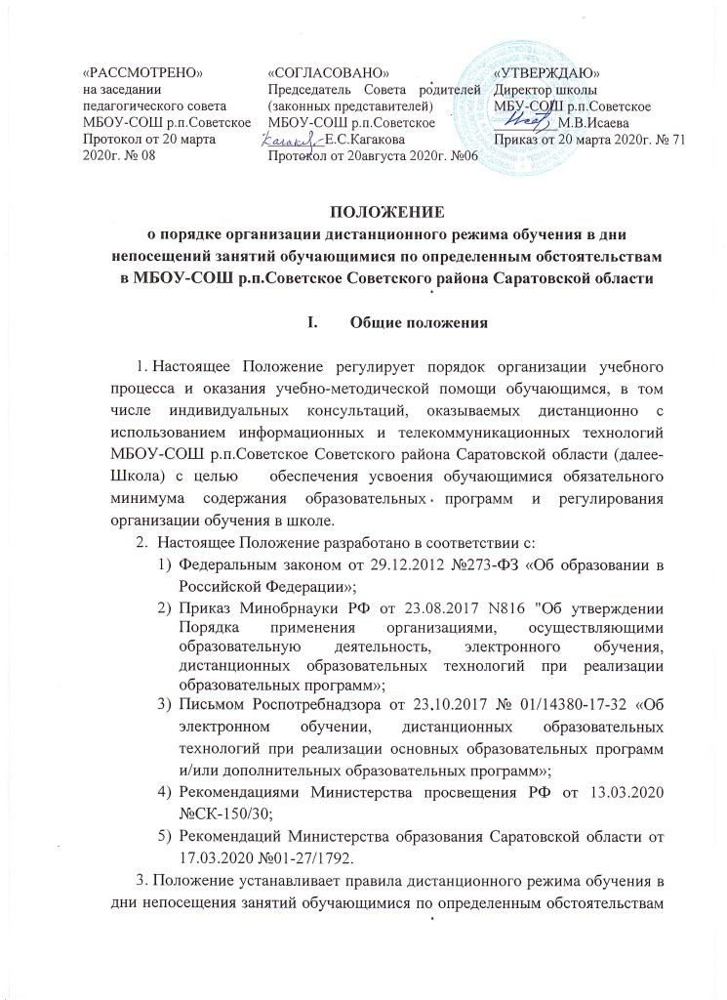 «РАССМОТРЕНО»
на заседании
педагогического совета
МБОУ-СОШ р.п.Советское
Протокол от 20 марта
2020г. № 08
«СОГЛАСОВАНО»
Председатель Совета родителей
(законных представителей)
МБОУ-СОШ р.п.Советское
Е.С.Кагакова
Протокол от 20августа 2020г. №06
«УТВЕРЖДАЮ»
Директор школы
МБУ-СОШ р.п.Советское
М.В.Исаева
Приказ от 20 марта 2020г. № 71
ПОЛОЖЕНИЕ
о порядке организации дистанционного режима обучения в дни
непосещений занятий обучающимися по определенным обстоятельствам
в МБОУ-СОШ р.п.Советское Советского района Саратовской области
I. Общие положения
1. Настоящее Положение регулирует порядок организации учебного
процесса и оказания учебно-методической помощи обучающимся, в том
числе индивидуальных консультаций, оказываемых дистанционно с
использованием информационных и телекоммуникационных технологий
МБОУ-СОШ р.п.Советское Советского района Саратовской области (далее-
Школа) с целью обеспечения усвоения обучающимися обязательного
минимума содержания образовательных программ и регулирования
организации обучения в школе.
2. Настоящее Положение разработано в соответствии с:
1) Федеральным законом от 29.12.2012 №273-ФЗ «Об образовании в
Российской Федерации»;
2) Приказ Минобрнауки РФ от 23.08.2017 N816 "Об утверждении
Порядка применения организациями, осуществляющими
образовательную деятельность, электронного обучения,
дистанционных образовательных технологий при реализации
образовательных программ»;
3) Письмом Роспотребнадзора от 23.10.2017 № 01/14380-17-32 «Об
электронном обучении, дистанционных образовательных
технологий при реализации основных образовательных программ
и/или дополнительных образовательных программ»;
4) Рекомендациями Министерства просвещения РФ от 13.03.2020
№СК-150/30;
5) Рекомендаций Министерства образования Саратовской области от
17.03.2020 №01-27/1792.
3. Положение устанавливает правила дистанционного режима обучения в
дни непосещения занятий обучающимися по определенным обстоятельствам